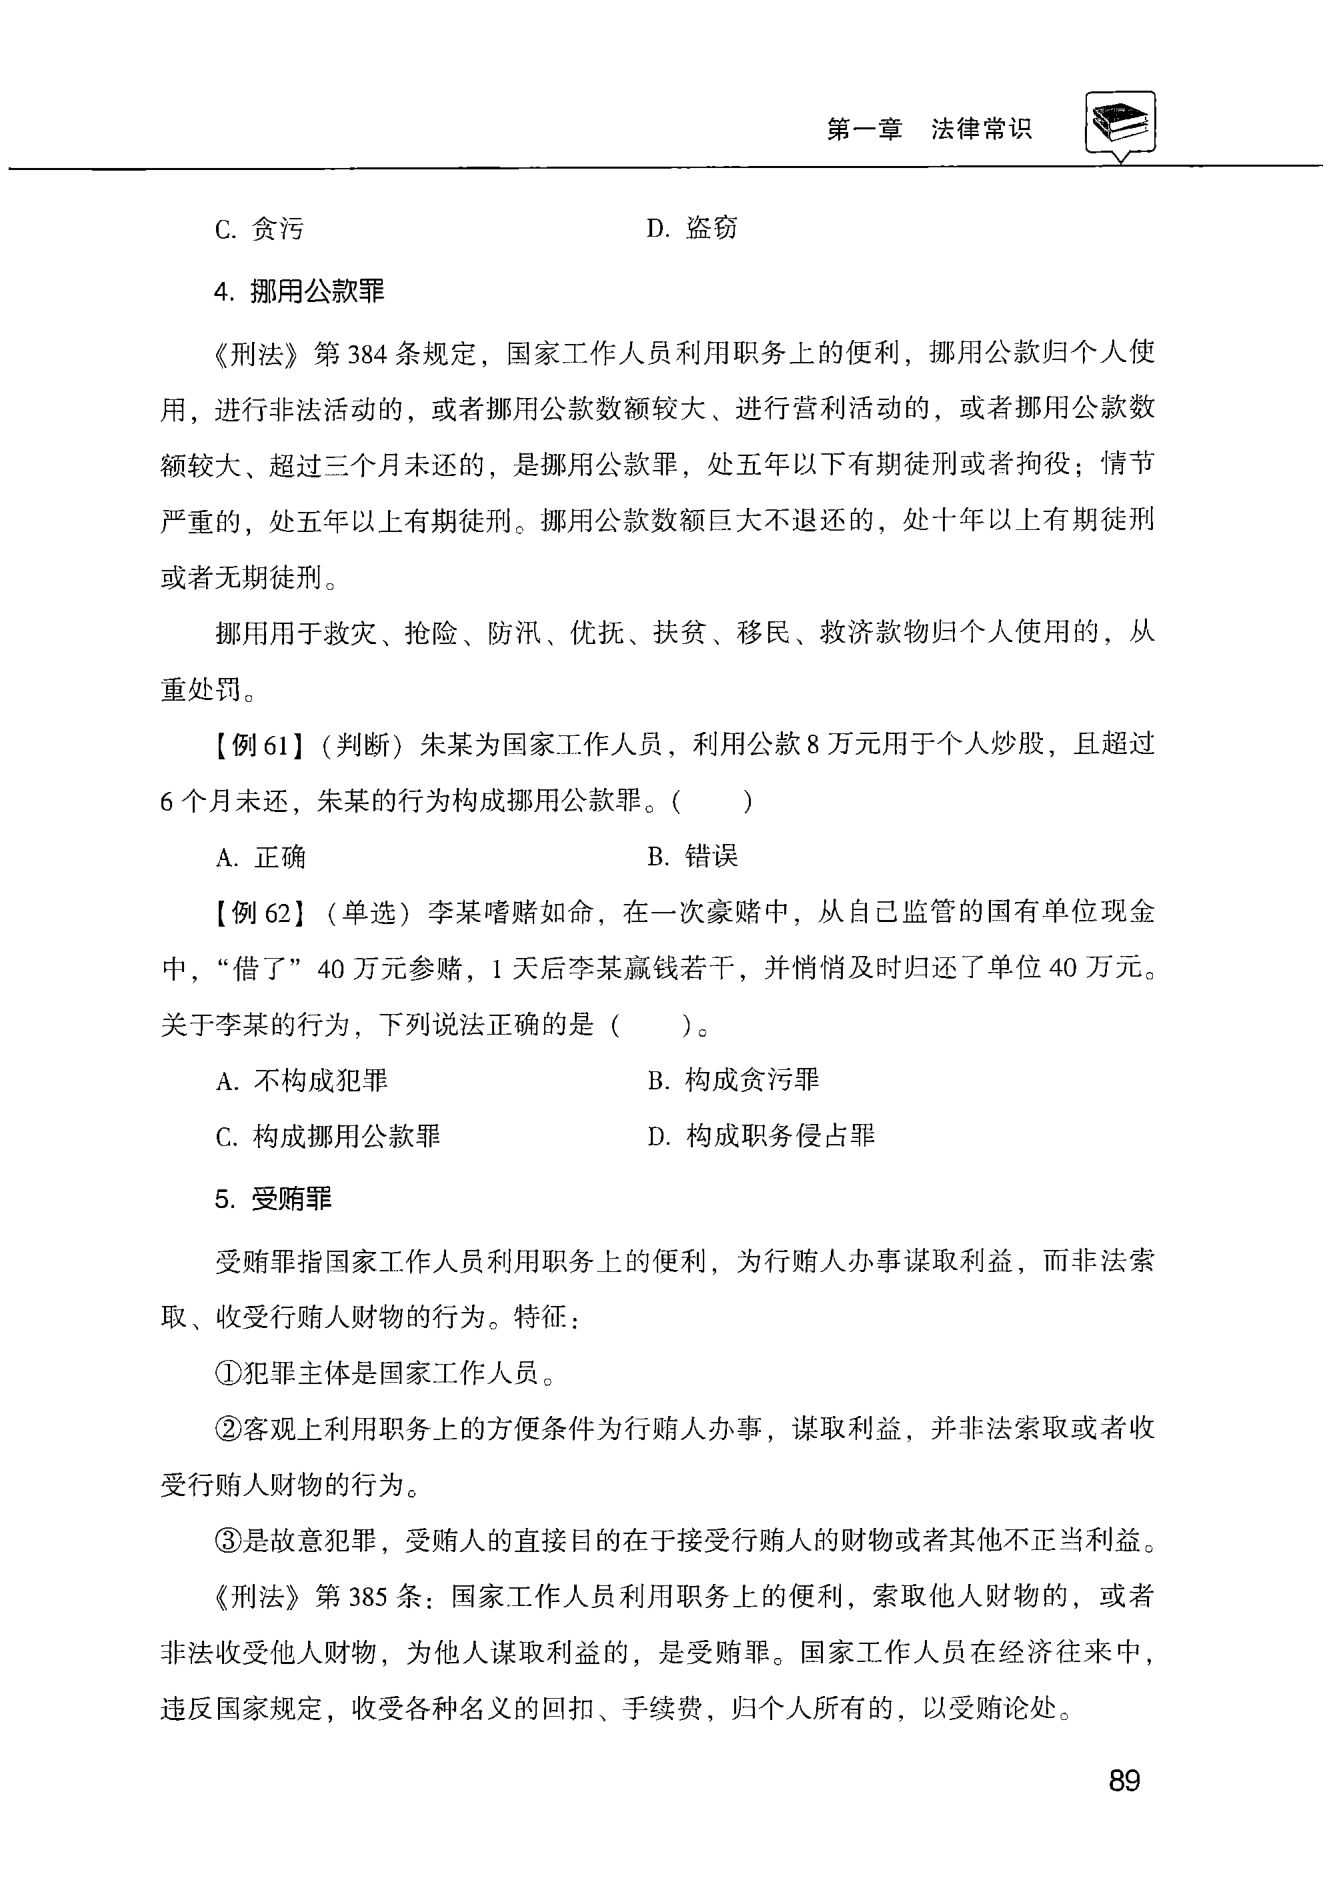 第一章 法律常识
C. 贪污 D. 盗窃
4. 挪用公款罪
《刑法》第 384 条规定，国家工作人员利用职务上的便利，挪用公款归个人使
用，进行非法活动的，或者挪用公款数额较大、进行营利活动的，或者挪用公款数
额较大、超过三个月未还的，是挪用公款罪，处五年以下有期徒刑或者拘役；情节
严重的，处五年以上有期徒刑。挪用公款数额巨大不退还的，处十年以上有期徒刑
或者无期徒刑。
挪用用于救灾、抢险、防汛、优抚、扶贫、移民、救济款物归个人使用的，从
重处罚。
【例 61】（判断）朱某为国家工作人员，利用公款 8 万元用于个人炒股，且超过
6 个月未还，朱某的行为构成挪用公款罪。（ ）
A. 正确 B. 错误
【例 62】（单选）李某嗜赌如命，在一次豪赌中，从自己监管的国有单位现金
中，“借了” 40 万元参赌，1 天后李某赢钱若干，并悄悄及时归还了单位 40 万元。
关于李某的行为，下列说法正确的是（ ）。
A. 不构成犯罪 B. 构成贪污罪
C. 构成挪用公款罪 D. 构成职务侵占罪
5. 受贿罪
受贿罪指国家工作人员利用职务上的便利，为行贿人办事谋取利益，而非法索
取、收受行贿人财物的行为。特征：
①犯罪主体是国家工作人员。
②客观上利用职务上的方便条件为行贿人办事，谋取利益，并非法索取或者收
受行贿人财物的行为。
③是故意犯罪，受贿人的直接目的在于接受行贿人的财物或者其他不正当利益。
《刑法》第 385 条：国家工作人员利用职务上的便利，索取他人财物的，或者
非法收受他人财物，为他人谋取利益的，是受贿罪。国家工作人员在经济往来中，
违反国家规定，收受各种名义的回扣、手续费，归个人所有的，以受贿论处。
89